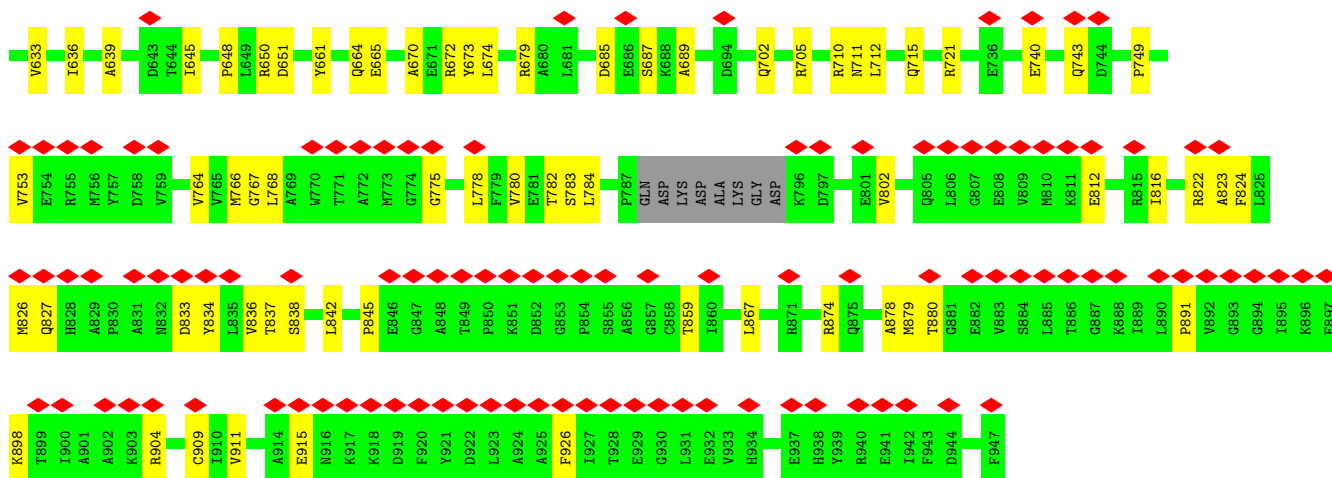 V633 I636 A639 D643 T644 I645 P648 L649 R650 D651 Y661 Q664 E665 A670 E671 R672 Y673 L674 R679 A680 L681 D685 E686 S687 K688 A689 D694 Q702 R705 R710 N711 L712 Q715 R721 E736 E740 Q743 D744 P749
V753 E754 R755 M756 Y757 D758 V759 V764 V765 M766 G767 L768 A769 W770 T771 A772 M773 G774 G775 L778 F779 V780 E781 T782 S783 L784 P787 GLN ASP LYS ASP ALA LYS GLY ASP K796 D797 E801 V802 Q805 L806 G807 E808 V809 M810 K811 E812 R815 I816 R822 A823 F824 L825
M826 Q827 H828 A829 P830 A831 N832 D833 Y834 L835 V836 T837 S838 L842 P845 E846 G847 A848 T849 P850 K851 D852 G853 P854 S855 A856 G857 C858 T859 I860 L867 R871 R874 Q875 A878 M879 T880 G881 E882 V883 S884 L885 T886 G887 K888 I889 L890 P891 V892 G893 G894 I895 K896 E897
K898 T899 I900 A901 A902 K903 R904 C909 I910 V911 A914 E915 N916 K917 K918 D919 F920 Y921 D922 L923 A924 A925 F926 I927 T928 E929 G930 L931 E932 V933 H934 E937 H938 Y939 R940 E941 I942 F943 D944 F947